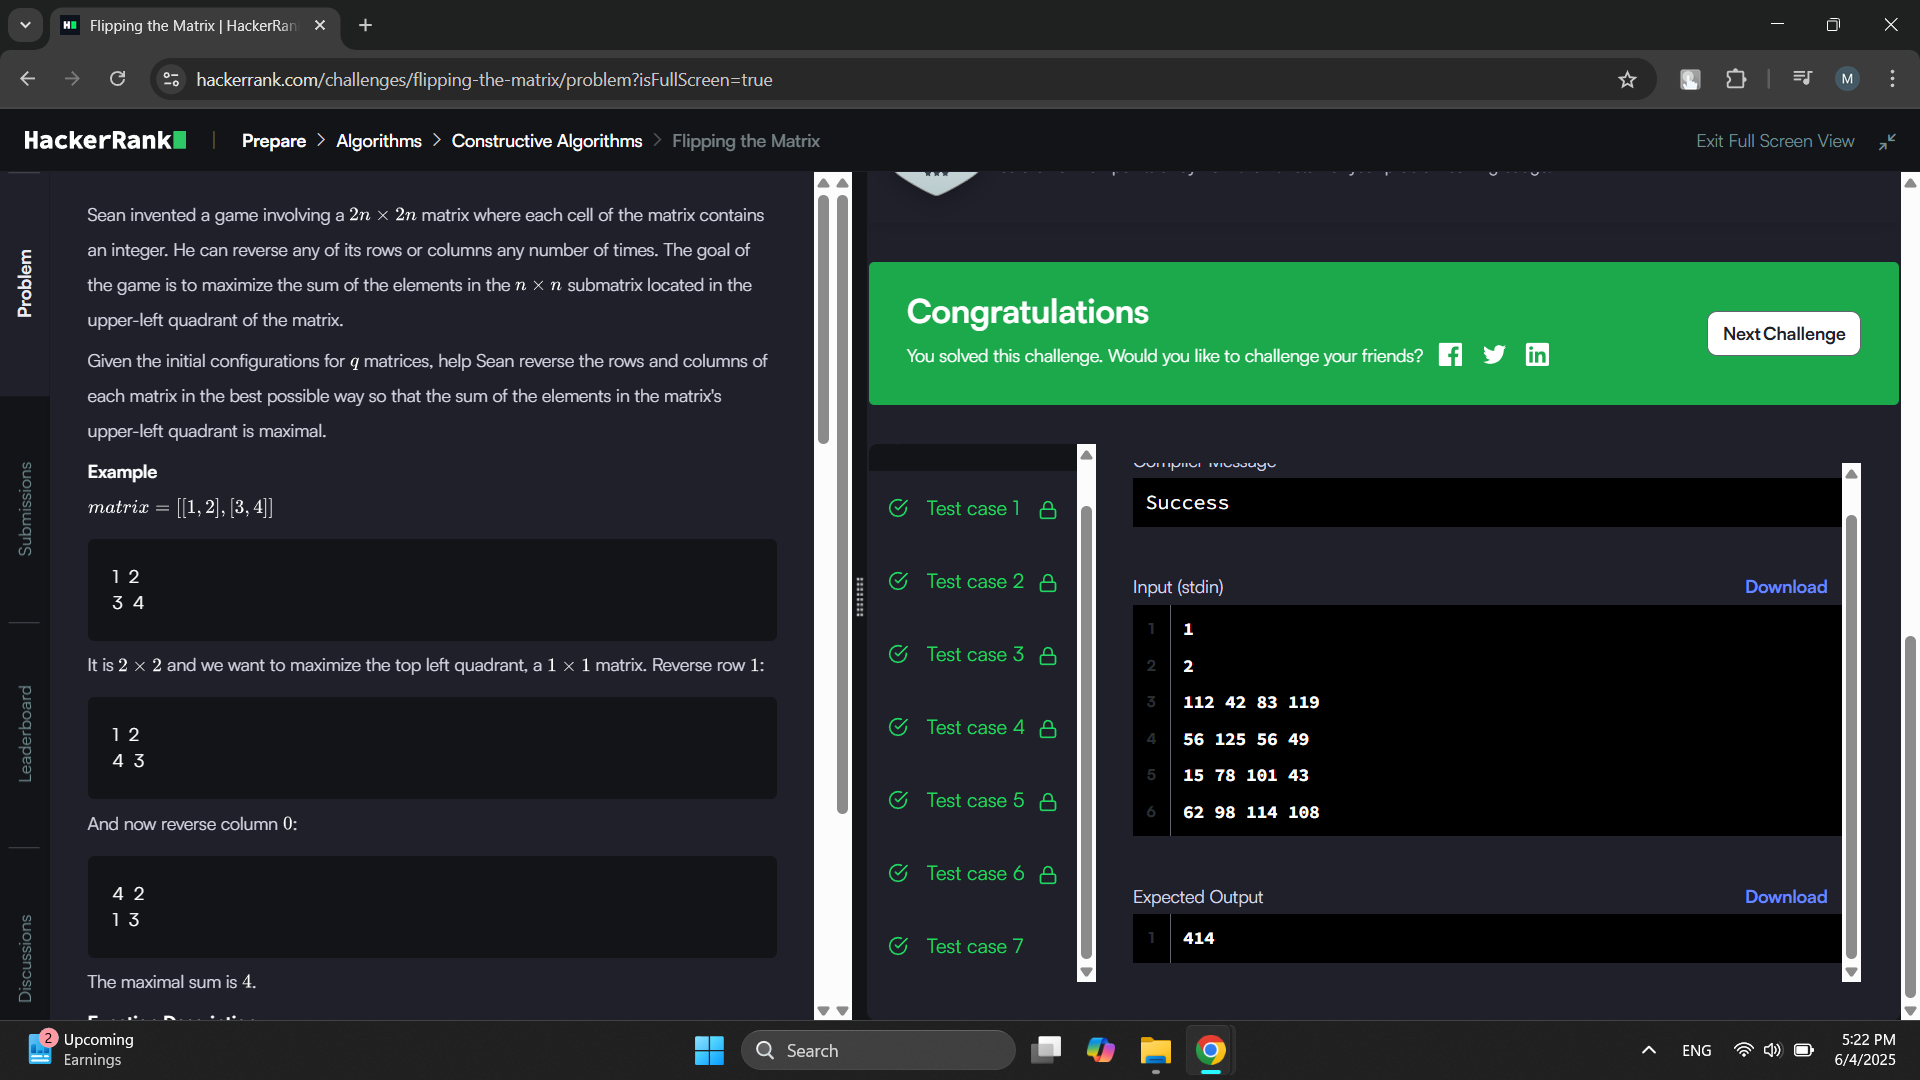 Flipping the Matrix | HackerRan
hackerrank.com/challenges/flipping-the-matrix/problem?isFullScreen=true
M
HackerRank
Prepare > Algorithms > Constructive Algorithms > Flipping the Matrix
Exit Full Screen View
Problem
Submissions
Leaderboard
Discussions
Sean invented a game involving a 2n × 2n matrix where each cell of the matrix contains
an integer. He can reverse any of its rows or columns any number of times. The goal of
the game is to maximize the sum of the elements in the n × n submatrix located in the
upper-left quadrant of the matrix.
Given the initial configurations for q matrices, help Sean reverse the rows and columns of
each matrix in the best possible way so that the sum of the elements in the matrix's
upper-left quadrant is maximal.
Example
matrix = [[1, 2], [3, 4]]
1 2
3 4
It is 2 × 2 and we want to maximize the top left quadrant, a 1 × 1 matrix. Reverse row 1:
1 2
4 3
And now reverse column 0:
4 2
1 3
The maximal sum is 4.
Congratulations
You solved this challenge. Would you like to challenge your friends?
Next Challenge
Test case 1
Test case 2
Test case 3
Test case 4
Test case 5
Test case 6
Test case 7
Compiler Message
Success
Input (stdin)
Download
1 1
2 2
3 112 42 83 119
4 56 125 56 49
5 15 78 101 43
6 62 98 114 108
Expected Output
Download
1 414
2
Upcoming
Earnings
Search
ENG
5:22 PM
6/4/2025